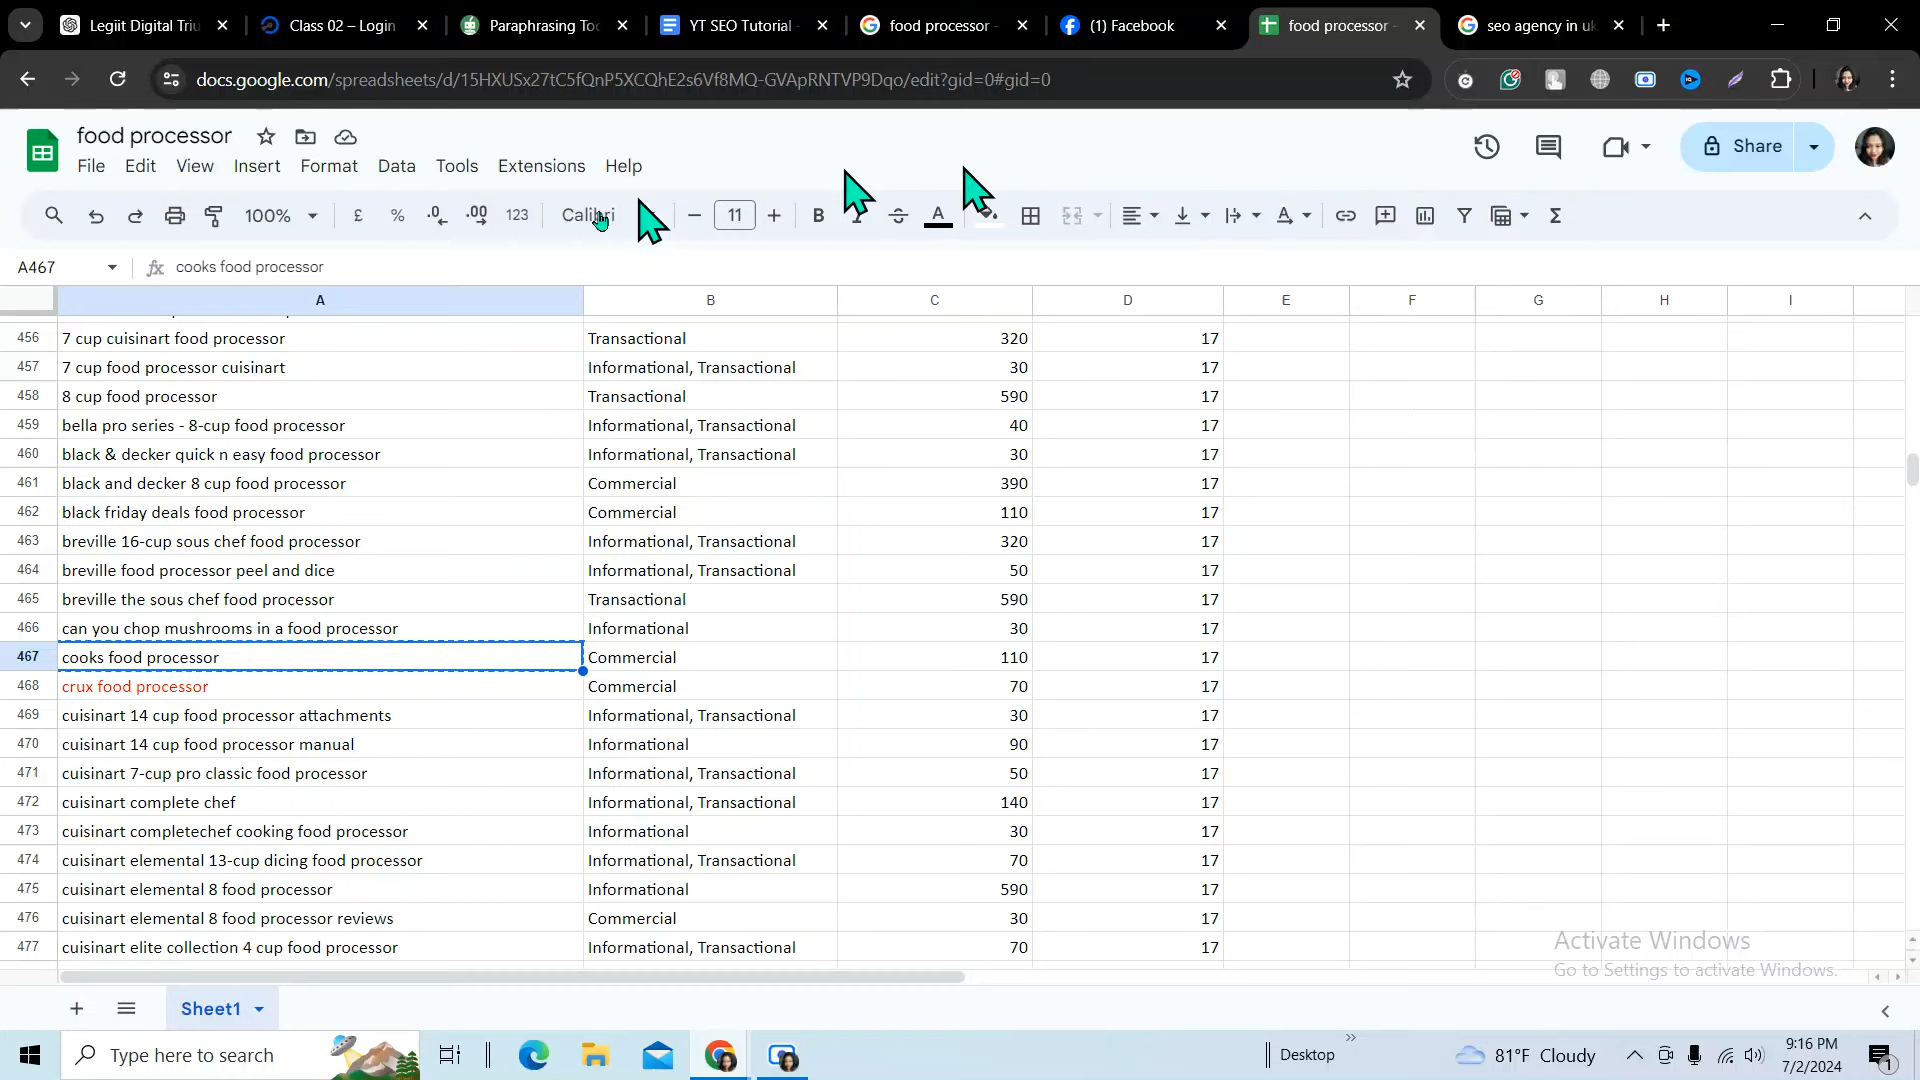 Legiit Digital Triu
Class 02 – Login
Paraphrasing Too
YT SEO Tutorial -
food processor -
(1) Facebook
food processor -
seo agency in uk
docs.google.com/spreadsheets/d/15HXUSx27tC5fQnP5XCQhE2s6Vf8MQ-GVApRNTVP9Dqo/edit?gid=0#gid=0
food processor
File Edit View Insert Format Data Tools Extensions Help
Share
100% £ % .0 .00 123 Calibri 11 B I A
A467 fx cooks food processor
A B C D E F G H I
456 7 cup cuisinart food processor Transactional 320 17
457 7 cup food processor cuisinart Informational, Transactional 30 17
458 8 cup food processor Transactional 590 17
459 bella pro series - 8-cup food processor Informational, Transactional 40 17
460 black & decker quick n easy food processor Informational, Transactional 30 17
461 black and decker 8 cup food processor Commercial 390 17
462 black friday deals food processor Commercial 110 17
463 breville 16-cup sous chef food processor Informational, Transactional 320 17
464 breville food processor peel and dice Informational, Transactional 50 17
465 breville the sous chef food processor Transactional 590 17
466 can you chop mushrooms in a food processor Informational 30 17
467 cooks food processor Commercial 110 17
468 crux food processor Commercial 70 17
469 cuisinart 14 cup food processor attachments Informational, Transactional 30 17
470 cuisinart 14 cup food processor manual Informational 90 17
471 cuisinart 7-cup pro classic food processor Informational, Transactional 50 17
472 cuisinart complete chef Informational, Transactional 140 17
473 cuisinart completechef cooking food processor Informational 30 17
474 cuisinart elemental 13-cup dicing food processor Informational, Transactional 70 17
475 cuisinart elemental 8 food processor Informational 590 17
476 cuisinart elemental 8 food processor reviews Commercial 30 17
477 cuisinart elite collection 4 cup food processor Informational, Transactional 70 17
Activate Windows
Go to Settings to activate Windows.
Sheet1
Type here to search
Desktop
81°F Cloudy
9:16 PM
7/2/2024
1